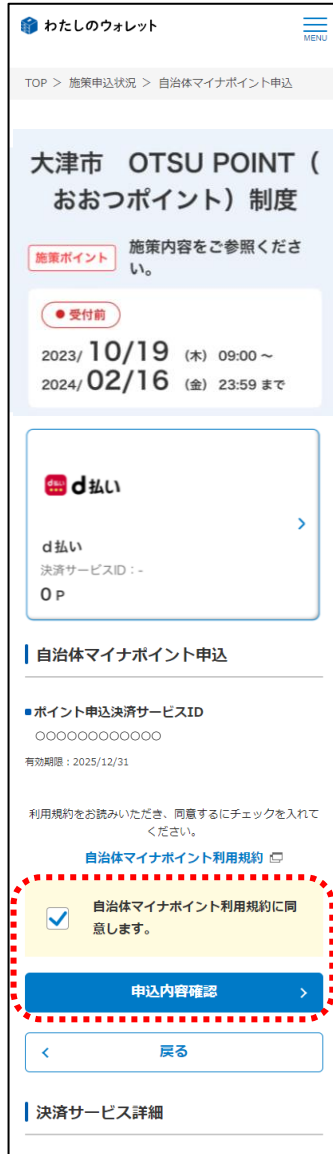 わたしのウォレット
MENU
TOP > 施策申込状況 > 自治体マイナポイント申込
大津市　OTSU POINT（
おおつポイント）制度
施策ポイント
施策内容をご参照くださ
い。
受付前
2023/ 10/19 （木） 09:00 ~
2024/ 02/16 （金） 23:59 まで
d払い
d払い
ｄ払い
決済サービスID：-
0 P
自治体マイナポイント申込
ポイント申込決済サービスID
○○○○○○○○○○○○
有効期限：2025/12/31
利用規約をお読みいただき、同意するにチェックを入れて
ください。
自治体マイナポイント利用規約
自治体マイナポイント利用規約に同
意します。
申込内容確認
戻る
決済サービス詳細